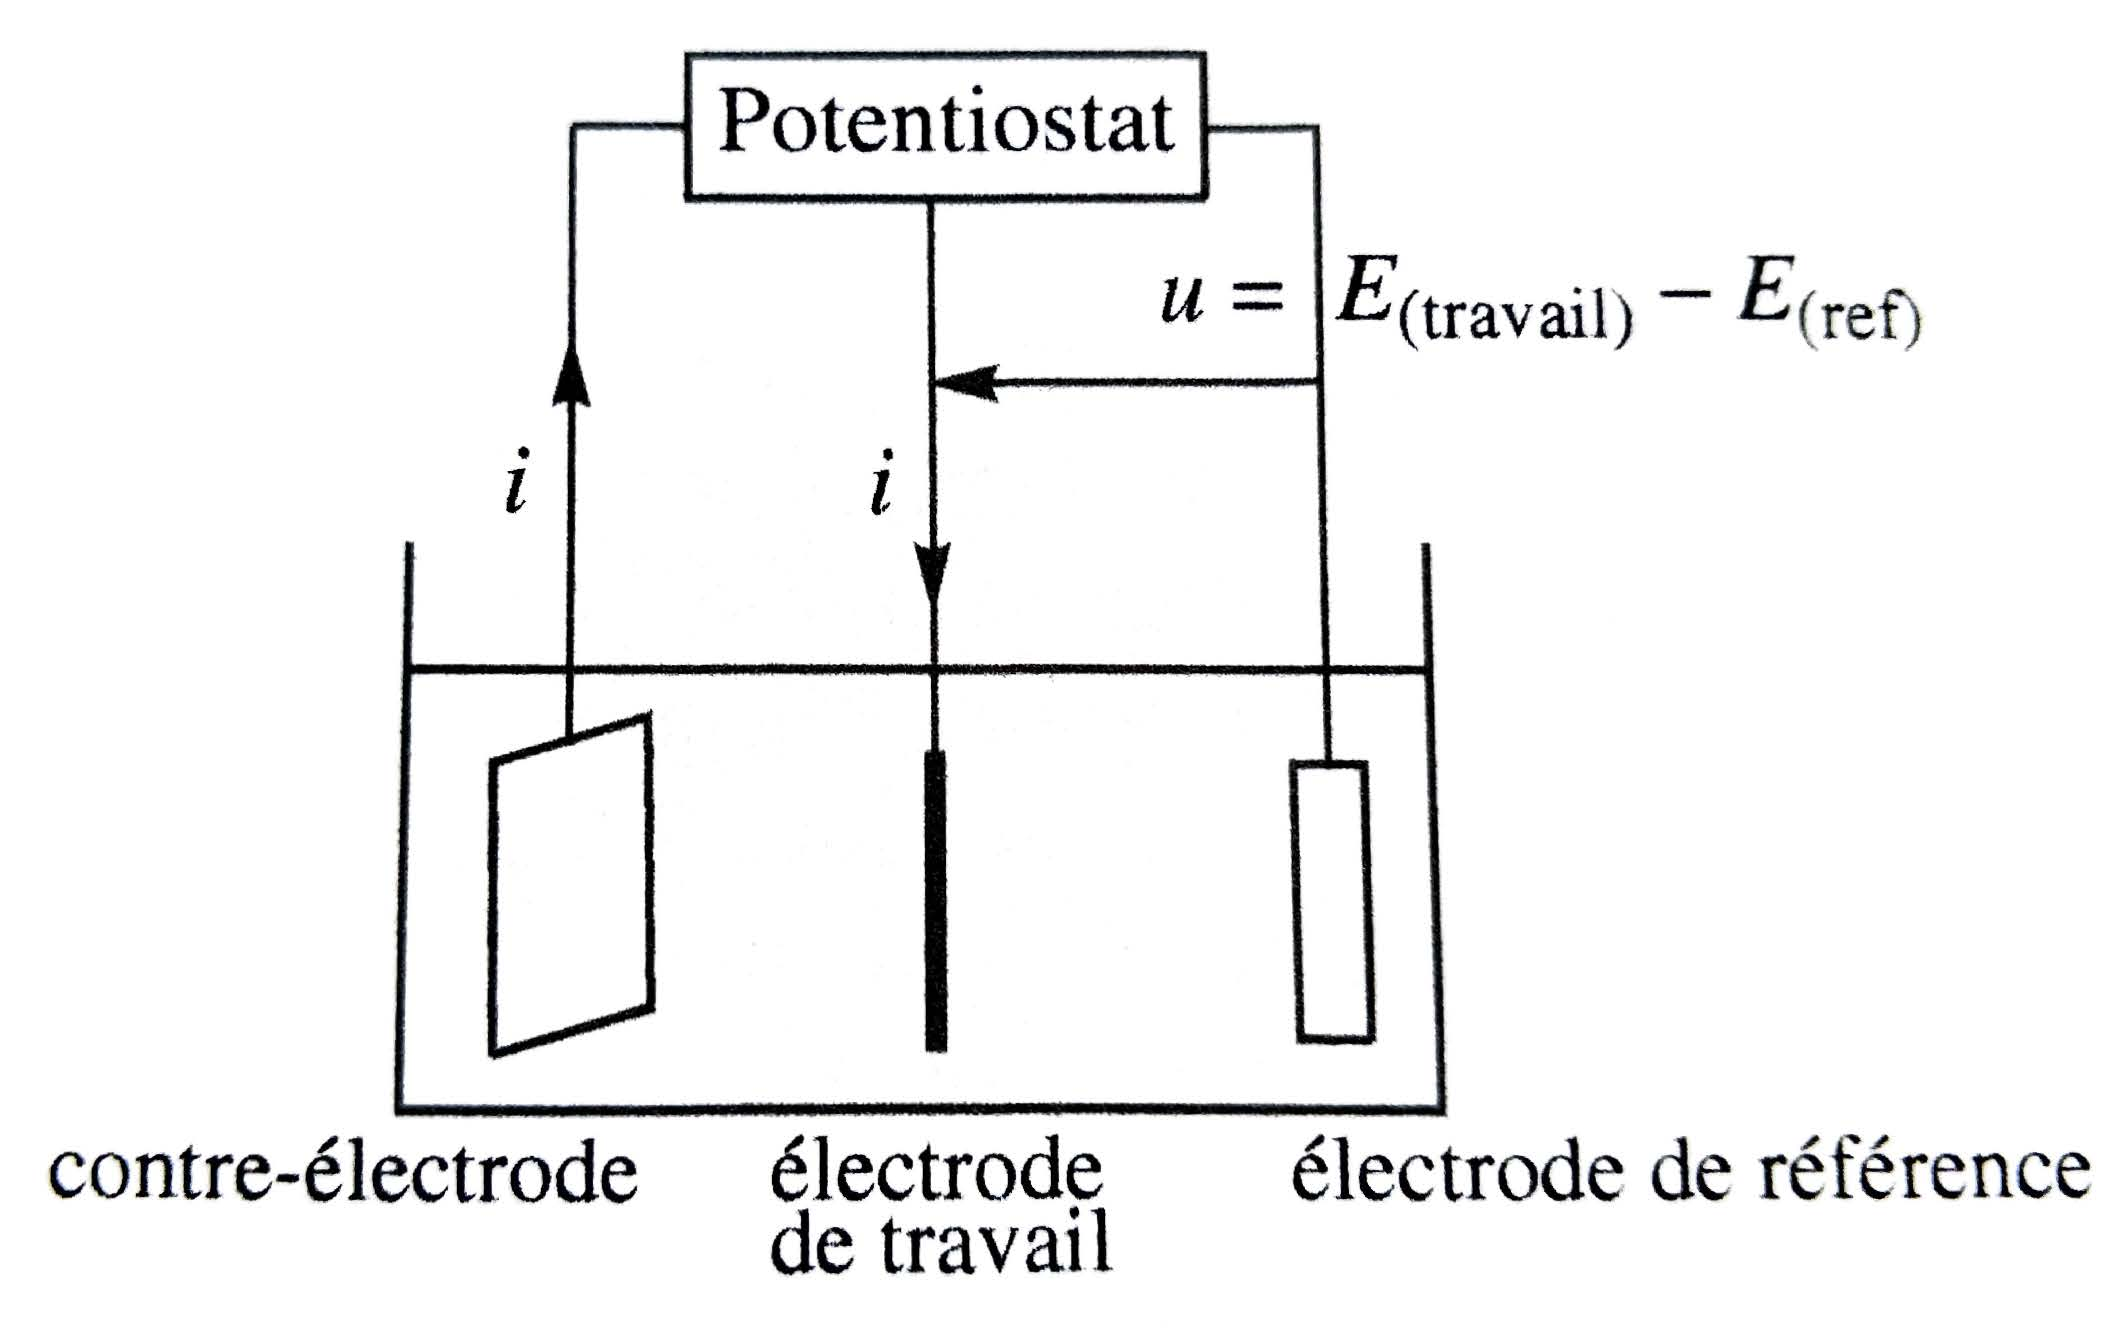 Potentiostat
u = E(travail) – E(ref)
i
i
contre-électrode
électrode
de travail
électrode de référence